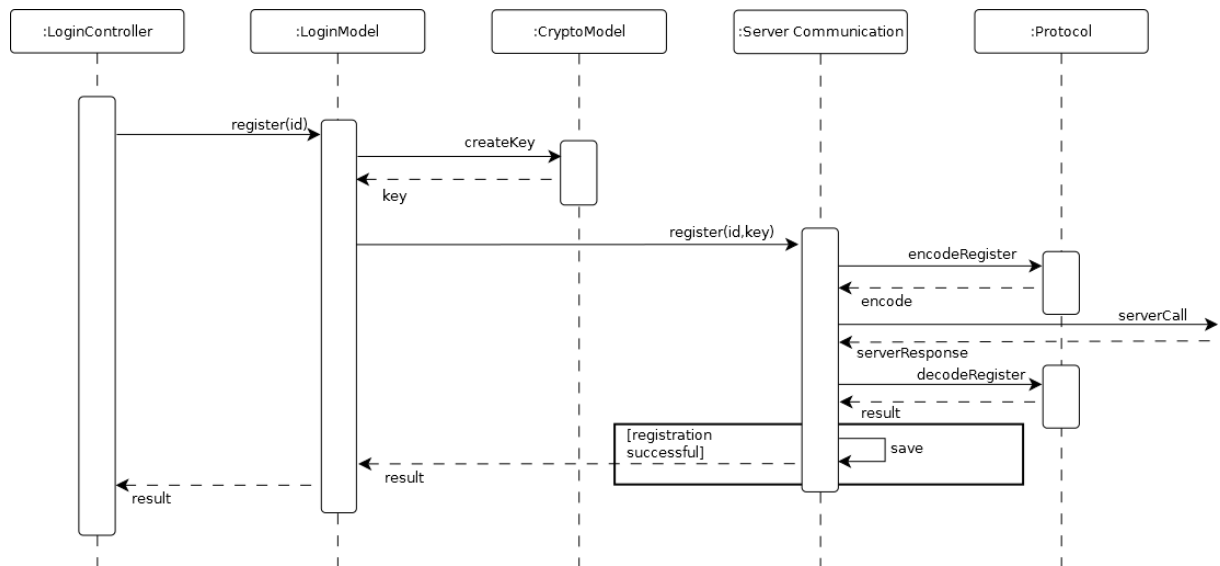 :LoginController
:LoginModel
:CryptoModel
:Server Communication
:Protocol
register(id)
createKey
key
register(id,key)
encodeRegister
encode
serverCall
serverResponse
decodeRegister
result
[registration
successful]
save
result
result